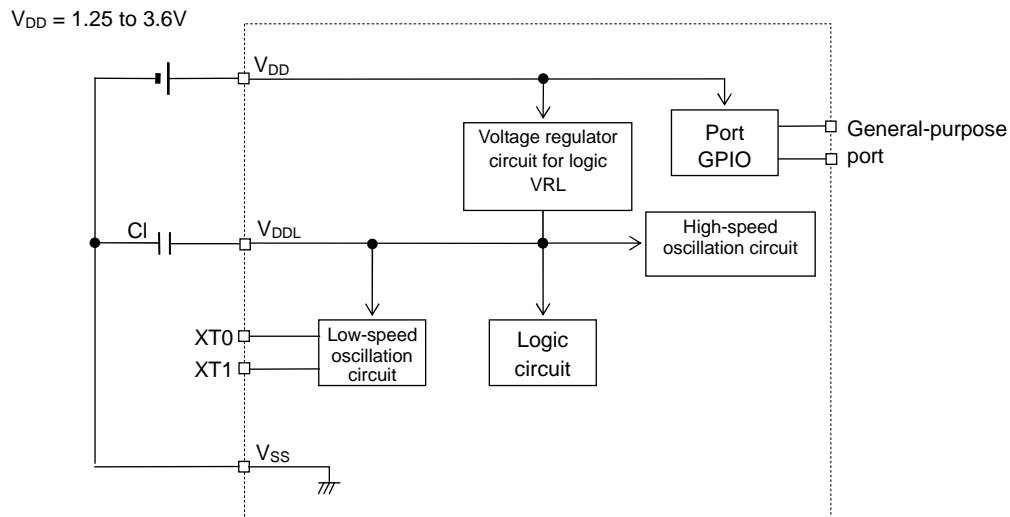 VDD = 1.25 to 3.6V
VDD
Voltage regulator
circuit for logic
VRL
Port
GPIO
General-purpose
port
Cl
VDDL
High-speed
oscillation circuit
XT0
XT1
Low-speed
oscillation
circuit
Logic
circuit
VSS